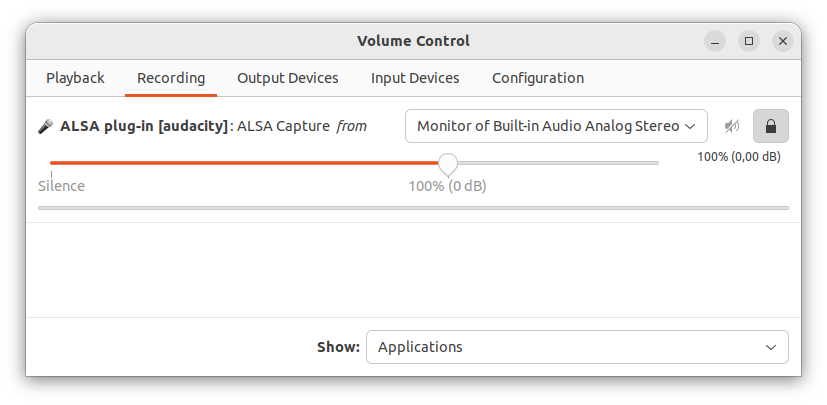 Volume Control
Playback Recording Output Devices Input Devices Configuration
ALSA plug-in [audacity]: ALSA Capture from Monitor of Built-in Audio Analog Stereo
100% (0,00 dB)
Silence 100% (0 dB)
Show: Applications